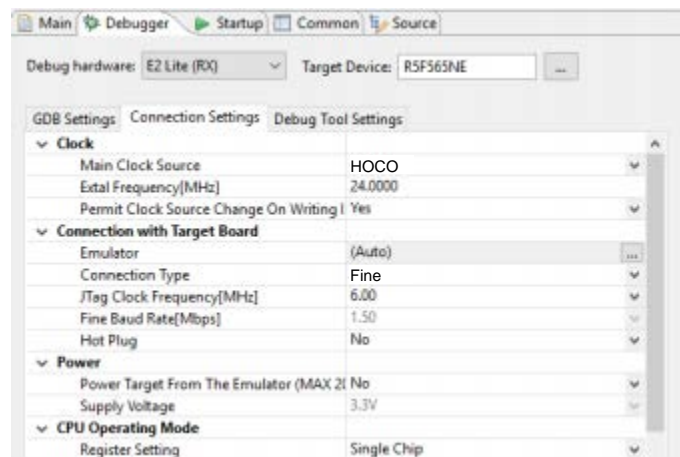 Main Debugger Startup Common Source
Debug hardware: E2 Lite (RX) Target Device: R5F565NE ...
GDB Settings Connection Settings Debug Tool Settings
Clock
Main Clock Source HOCO
Extal Frequency[MHz] 24.0000
Permit Clock Source Change On Writing I Yes
Connection with Target Board
Emulator (Auto) ...
Connection Type Fine
JTag Clock Frequency[MHz] 6.00
Fine Baud Rate[Mbps] 1.50
Hot Plug No
Power
Power Target From The Emulator (MAX 20 No
Supply Voltage 3.3V
CPU Operating Mode
Register Setting Single Chip